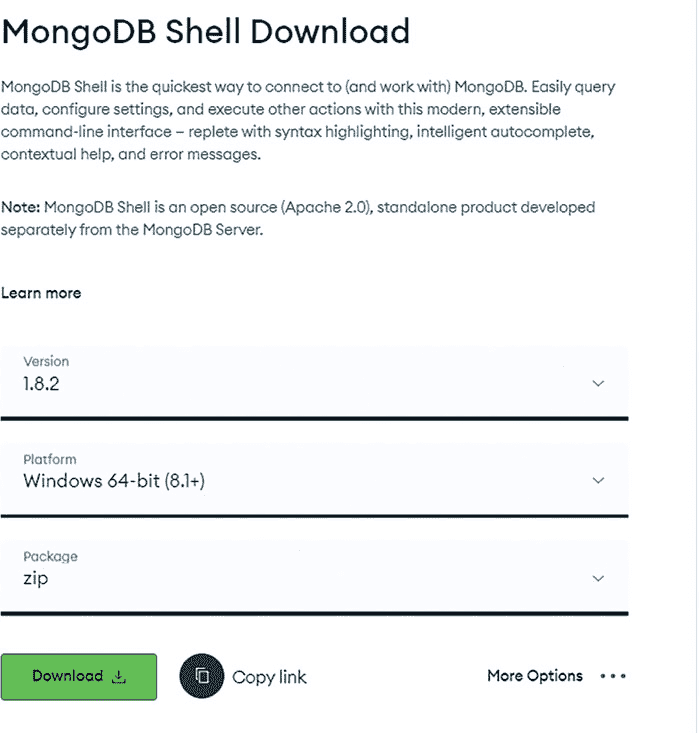 MongoDB Shell Download
MongoDB Shell is the quickest way to connect to (and work with) MongoDB. Easily query
data, configure settings, and execute other actions with this modern, extensible
command-line interface – replete with syntax highlighting, intelligent autocomplete,
contextual help, and error messages.
Note: MongoDB Shell is an open source (Apache 2.0), standalone product developed
separately from the MongoDB Server.
Learn more
Version
1.8.2
Platform
Windows 64-bit (8.1+)
Package
zip
Download Copy link More Options